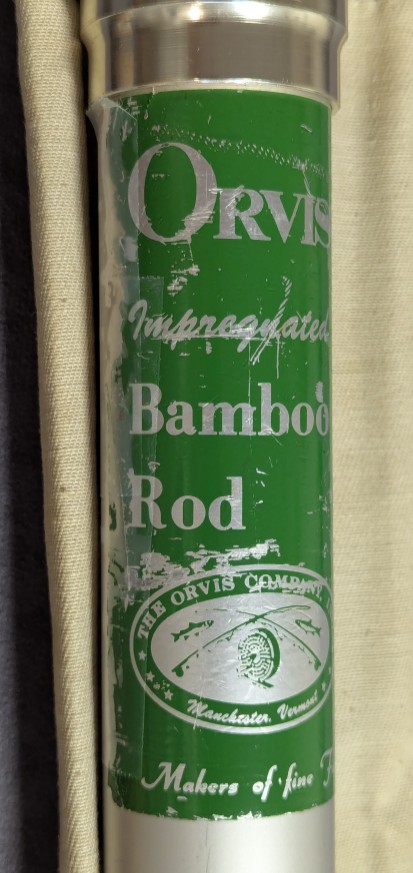 ORVIS
Impregnated
Bamboo
Rod
THE ORVIS COMPANY
Manchester, Vermont
Makers of fine